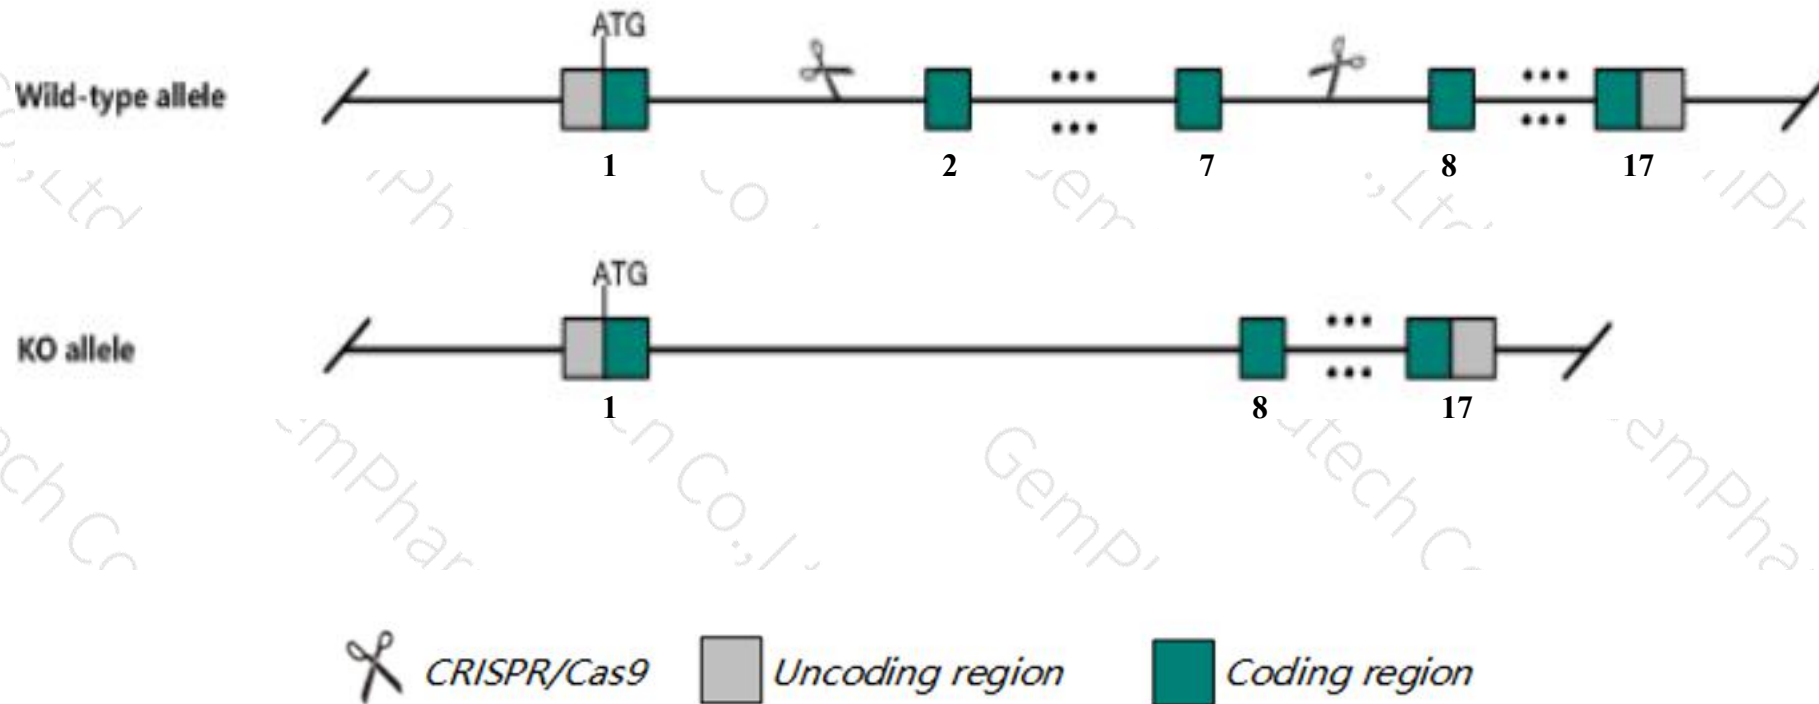 ATG
Wild-type allele
... ...
... ...
1 2 7 8 17
ATG
KO allele
...
...
1 8 17
CRISPR/Cas9 Uncoding region Coding region